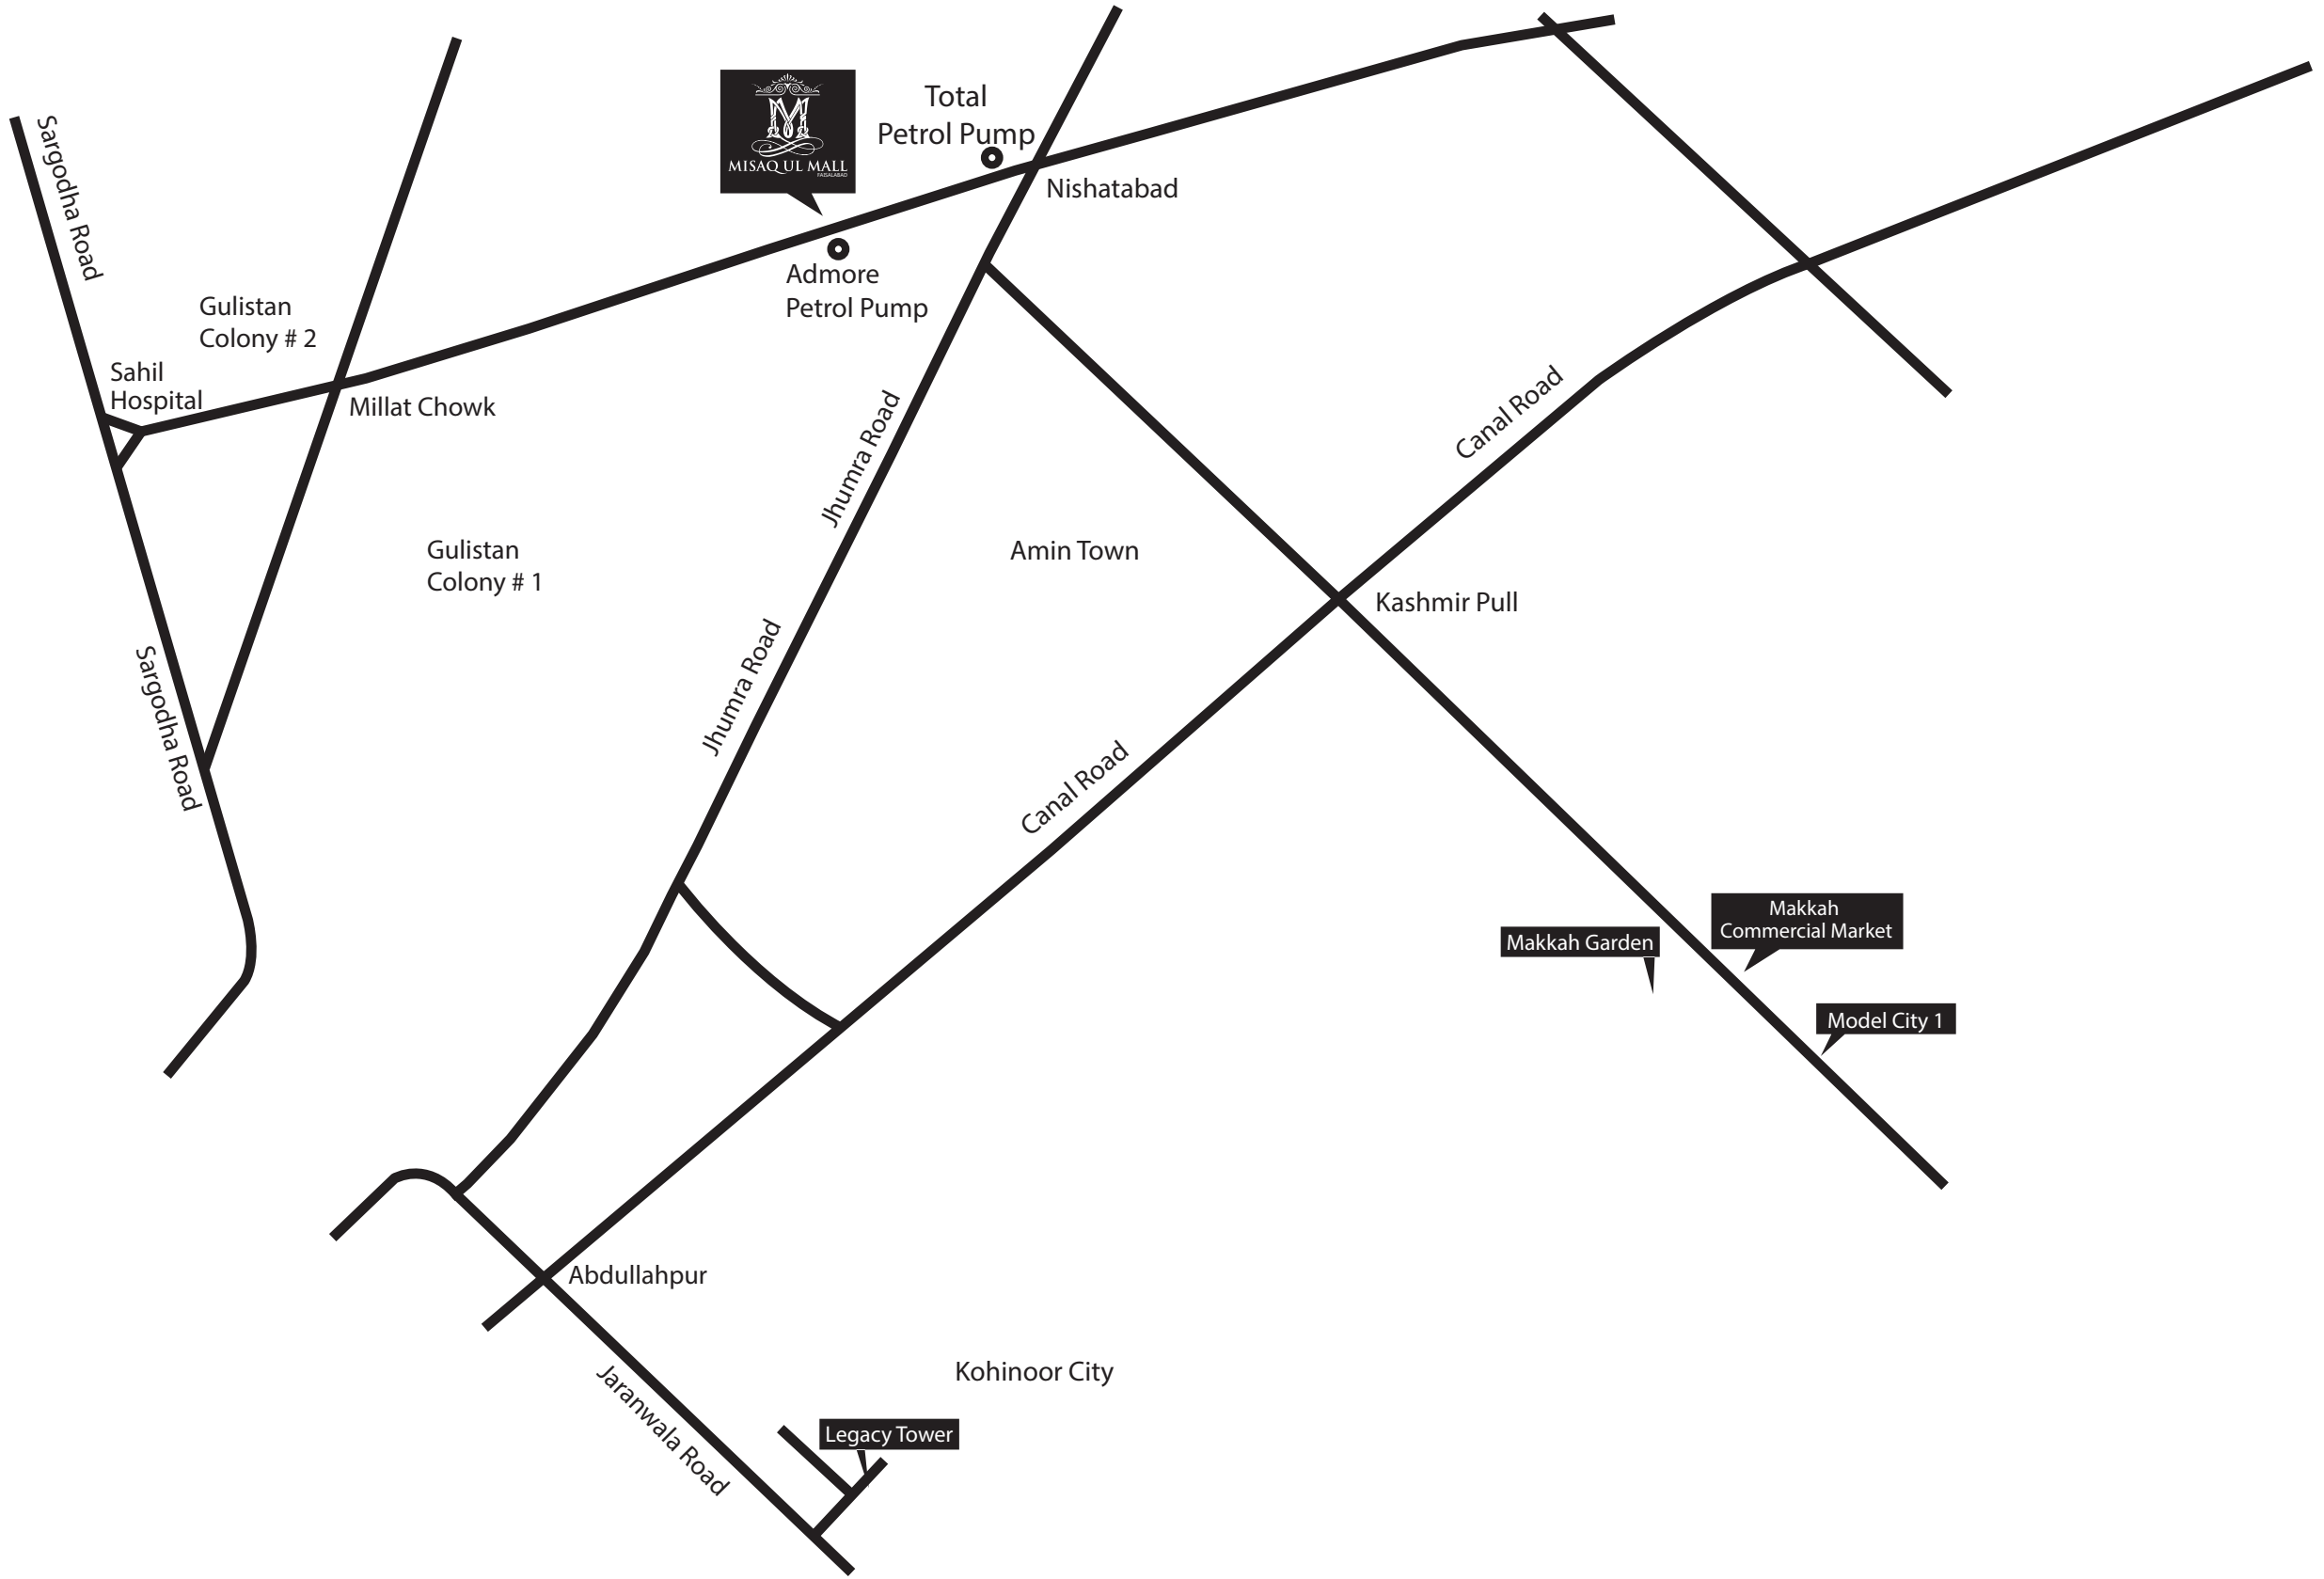 Total
Petrol Pump
MISAQ UL MALL
FAISALABAD
Nishatabad
Sargodha Road
Admore
Petrol Pump
Gulistan
Colony # 2
Sahil
Hospital
Millat Chowk
Jhumra Road
Canal Road
Gulistan
Colony # 1
Amin Town
Kashmir Pull
Sargodha Road
Jhumra Road
Canal Road
Makkah
Commercial Market
Makkah Garden
Model City 1
Abdullahpur
Kohinoor City
Jaranwala Road
Legacy Tower